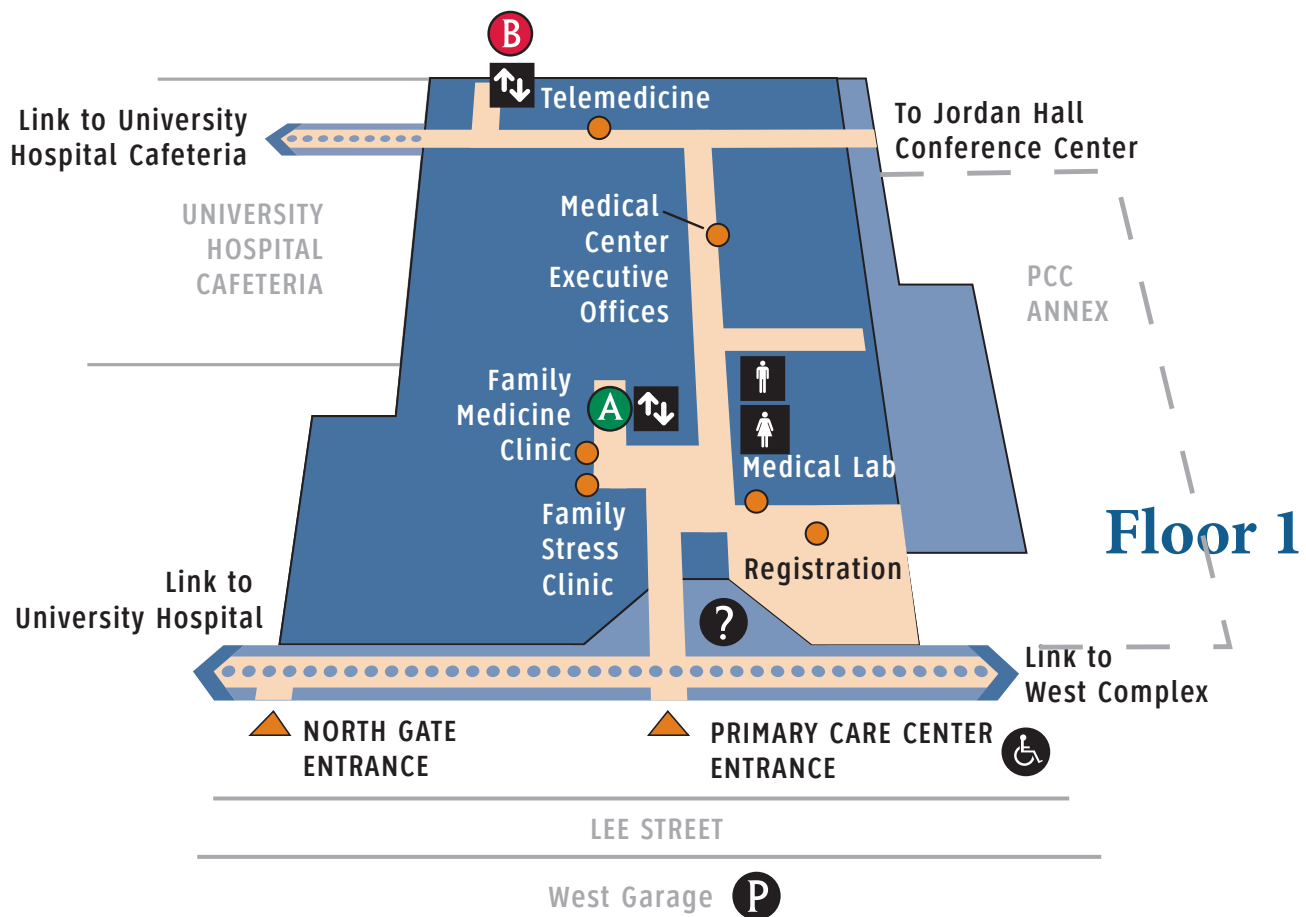 B
Telemedicine
Link to University
Hospital Cafeteria
To Jordan Hall
Conference Center
UNIVERSITY
HOSPITAL
CAFETERIA
Medical
Center
Executive
Offices
PCC
ANNEX
Family
Medicine
Clinic
A
Medical Lab
Family
Stress
Clinic
Floor 1
Registration
Link to
University Hospital
?
Link to
West Complex
NORTH GATE
ENTRANCE
PRIMARY CARE CENTER
ENTRANCE
LEE STREET
West Garage P